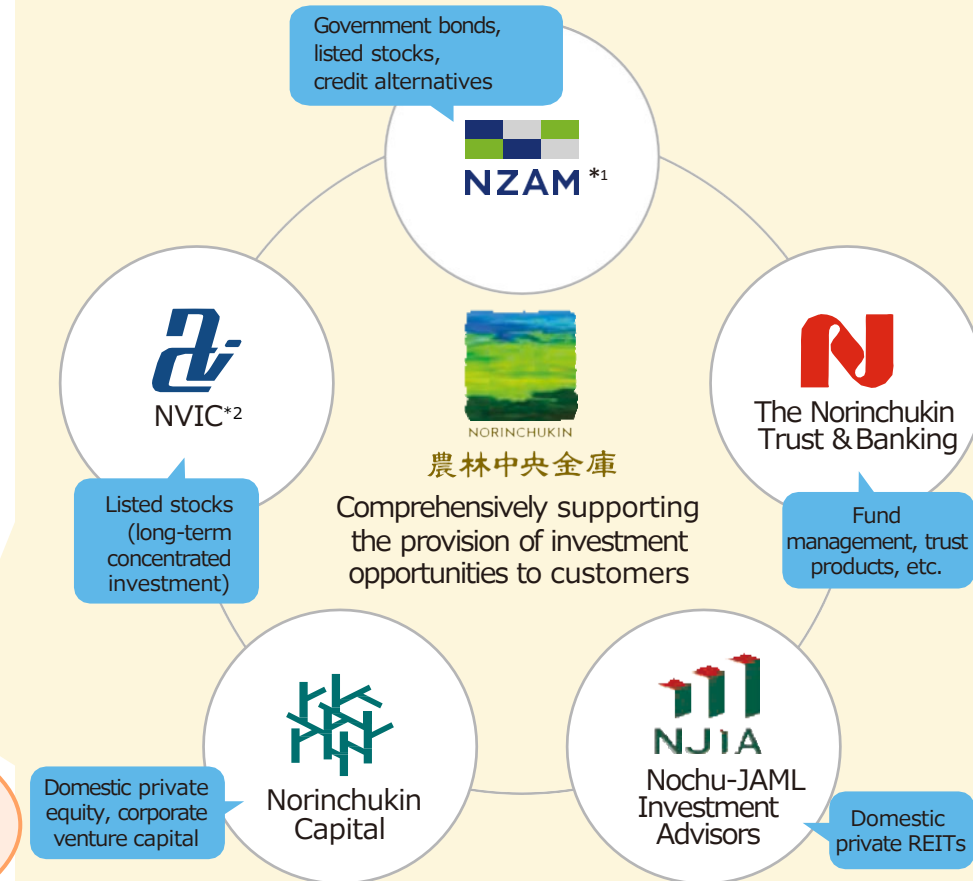 Government bonds,
listed stocks,
credit alternatives
NZAM *1
NVIC*2
Listed stocks
(long-term
concentrated
investment)
NORINCHUKIN
農林中央金庫
Comprehensively supporting
the provision of investment
opportunities to customers
The Norinchukin
Trust & Banking
Fund
management, trust
products, etc.
Norinchukin
Capital
Domestic private
equity, corporate
venture capital
NJIA
Nochu-JAML
Investment
Advisors
Domestic
private REITs